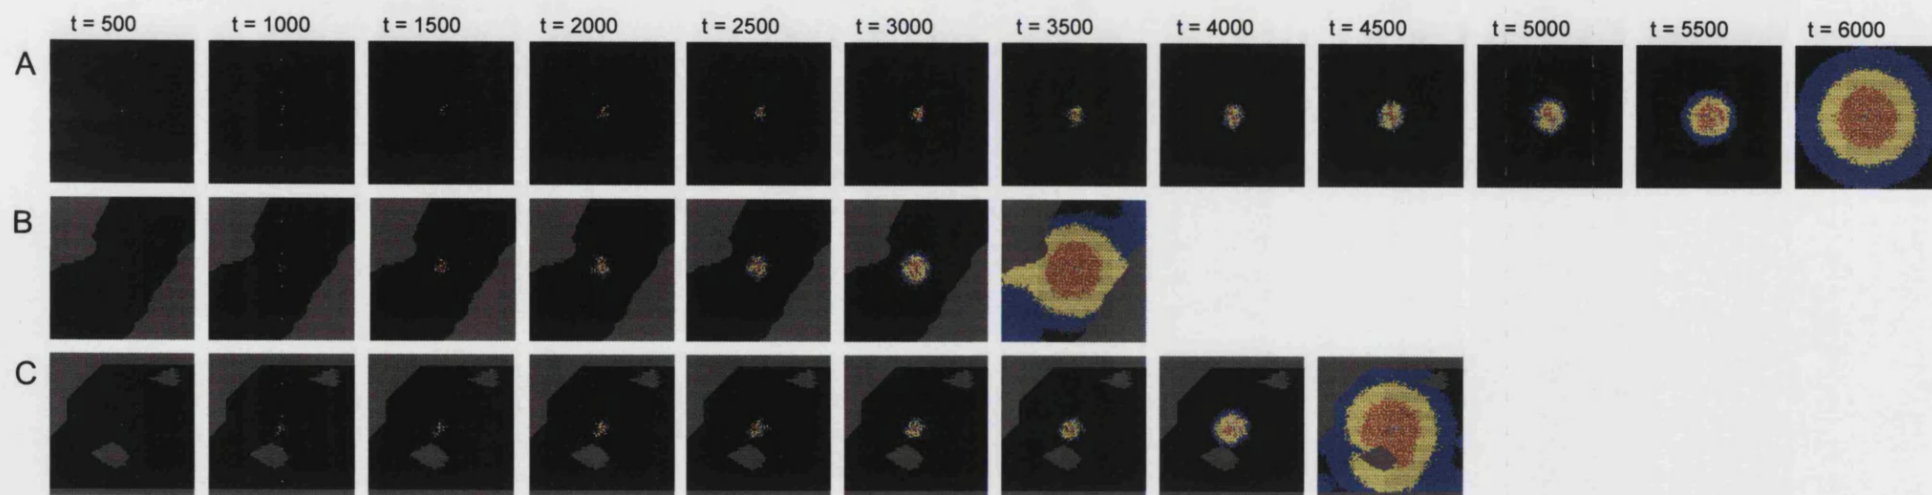 t = 500 t = 1000 t = 1500 t = 2000 t = 2500 t = 3000 t = 3500 t = 4000 t = 4500 t = 5000 t = 5500 t = 6000
A
B
C